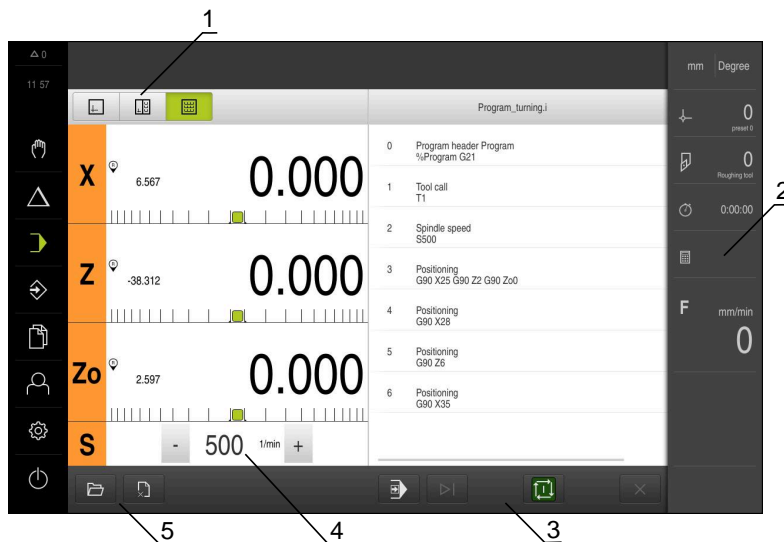 1
△ 0
11 57
mm Degree
Program_turning.i
X
R
6.567
0.000
Z
R
-38.312
0.000
Zo
R
2.597
0.000
S
- 500 1/min +
0 Program header Program
%Program G21
1 Tool call
T1
2 Spindle speed
S500
3 Positioning
G90 X25 G90 Z2 G90 Zo0
4 Positioning
G90 X28
5 Positioning
G90 Z6
6 Positioning
G90 X35
0
preset 0
0
Roughing tool
0:00:00
2
F mm/min
0
5
4
3